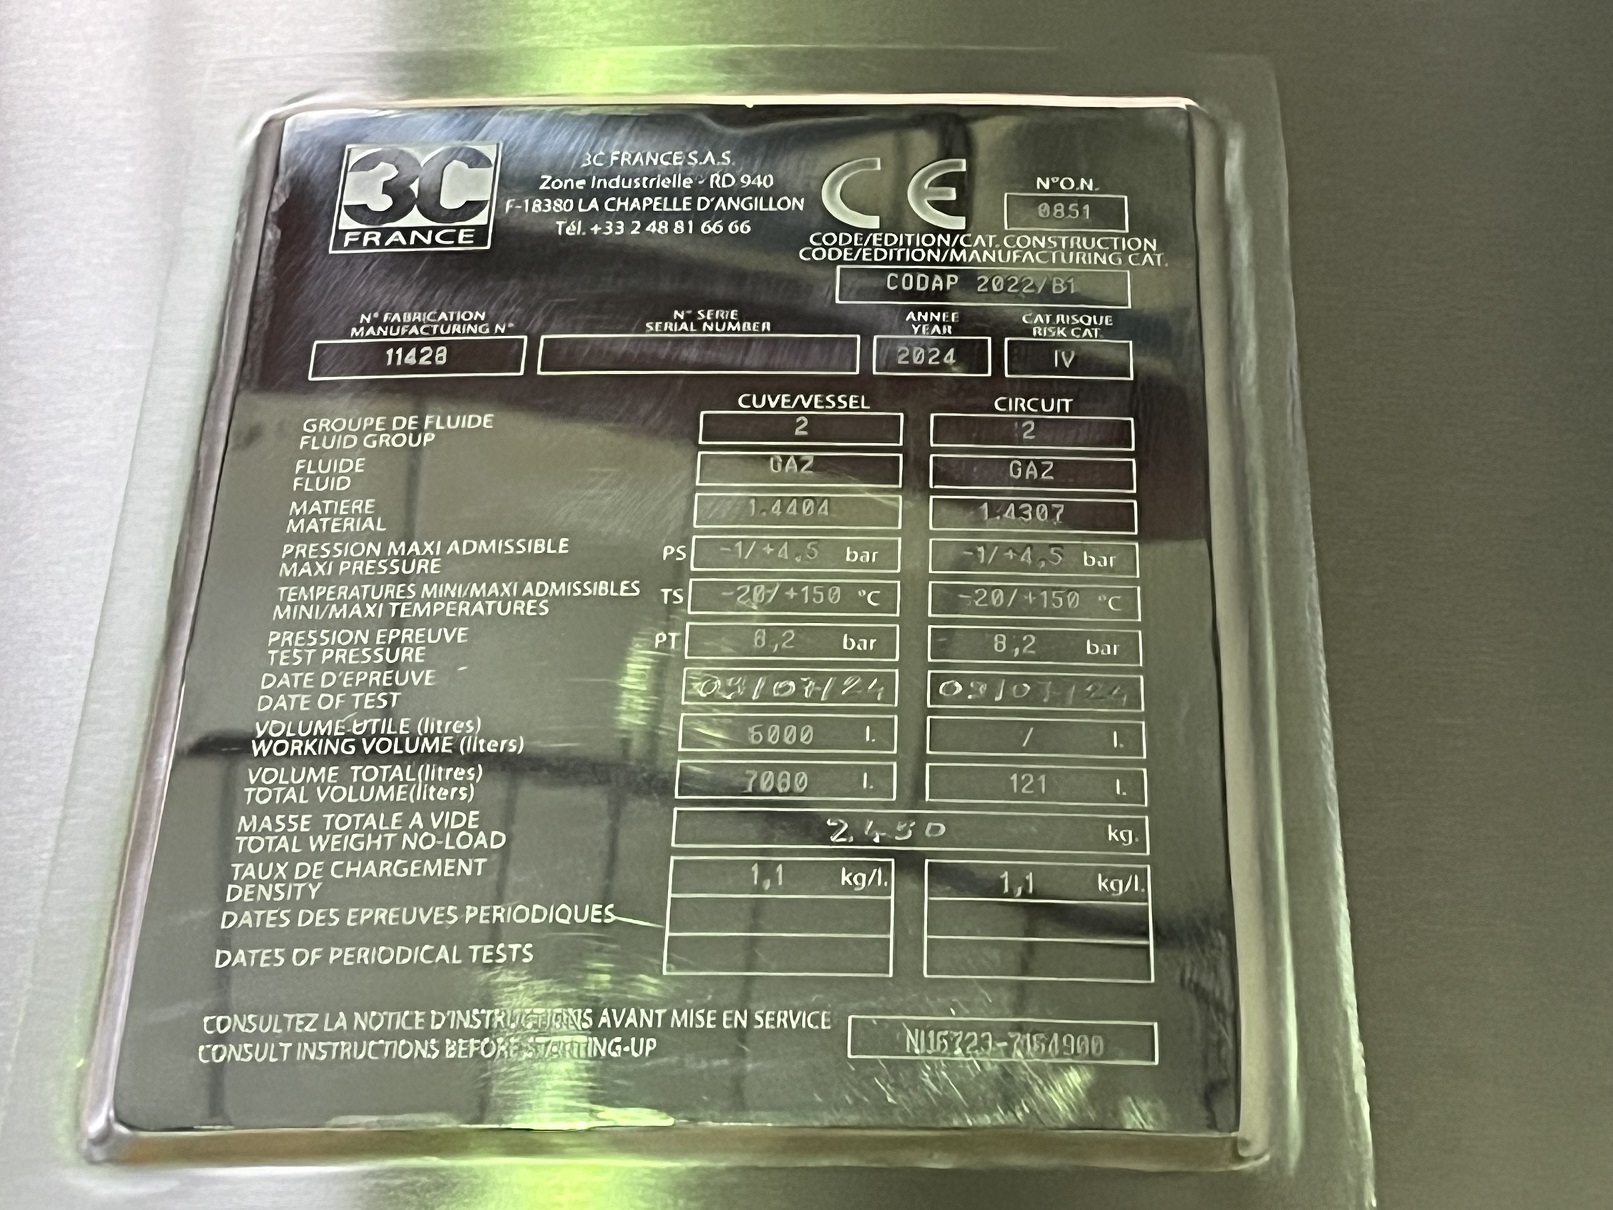 3C
FRANCE
3C FRANCE S.A.S.
Zone Industrielle - RD 940
F-18380 LA CHAPELLE D'ANGILLON
Tél. +33 2 48 81 66 66
CE
N°O.N.
0851
CODE/EDITION/CAT. CONSTRUCTION
CODE/EDITION/MANUFACTURING CAT.
CODAP 2022/B1
N° FABRICATION
MANUFACTURING N°
11428
N° SERIE
SERIAL NUMBER
ANNEE
YEAR
2024
CAT.RISQUE
RISK CAT.
IV
CUVE/VESSEL CIRCUIT
GROUPE DE FLUIDE
FLUID GROUP
2 2
FLUIDE
FLUID
GAZ GAZ
MATIERE
MATERIAL
1.4404 1.4307
PRESSION MAXI ADMISSIBLE
MAXI PRESSURE
PS -1/+4,5 bar -1/+4,5 bar
TEMPERATURES MINI/MAXI ADMISSIBLES
MINI/MAXI TEMPERATURES
TS -20/+150 °C -20/+150 °C
PRESSION EPREUVE
TEST PRESSURE
PT 8,2 bar 8,2 bar
DATE D'EPREUVE
DATE OF TEST
VOLUME UTILE (litres)
WORKING VOLUME (liters)
l. / l.
VOLUME TOTAL(litres)
TOTAL VOLUME(liters)
l. 121 l.
MASSE TOTALE A VIDE
TOTAL WEIGHT NO-LOAD
kg.
TAUX DE CHARGEMENT
DENSITY
1,1 kg/l. 1,1 kg/l.
DATES DES EPREUVES PERIODIQUES
DATES OF PERIODICAL TESTS
CONSULTEZ LA NOTICE D'INSTRUCTIONS AVANT MISE EN SERVICE
CONSULT INSTRUCTIONS BEFORE STARTING-UP